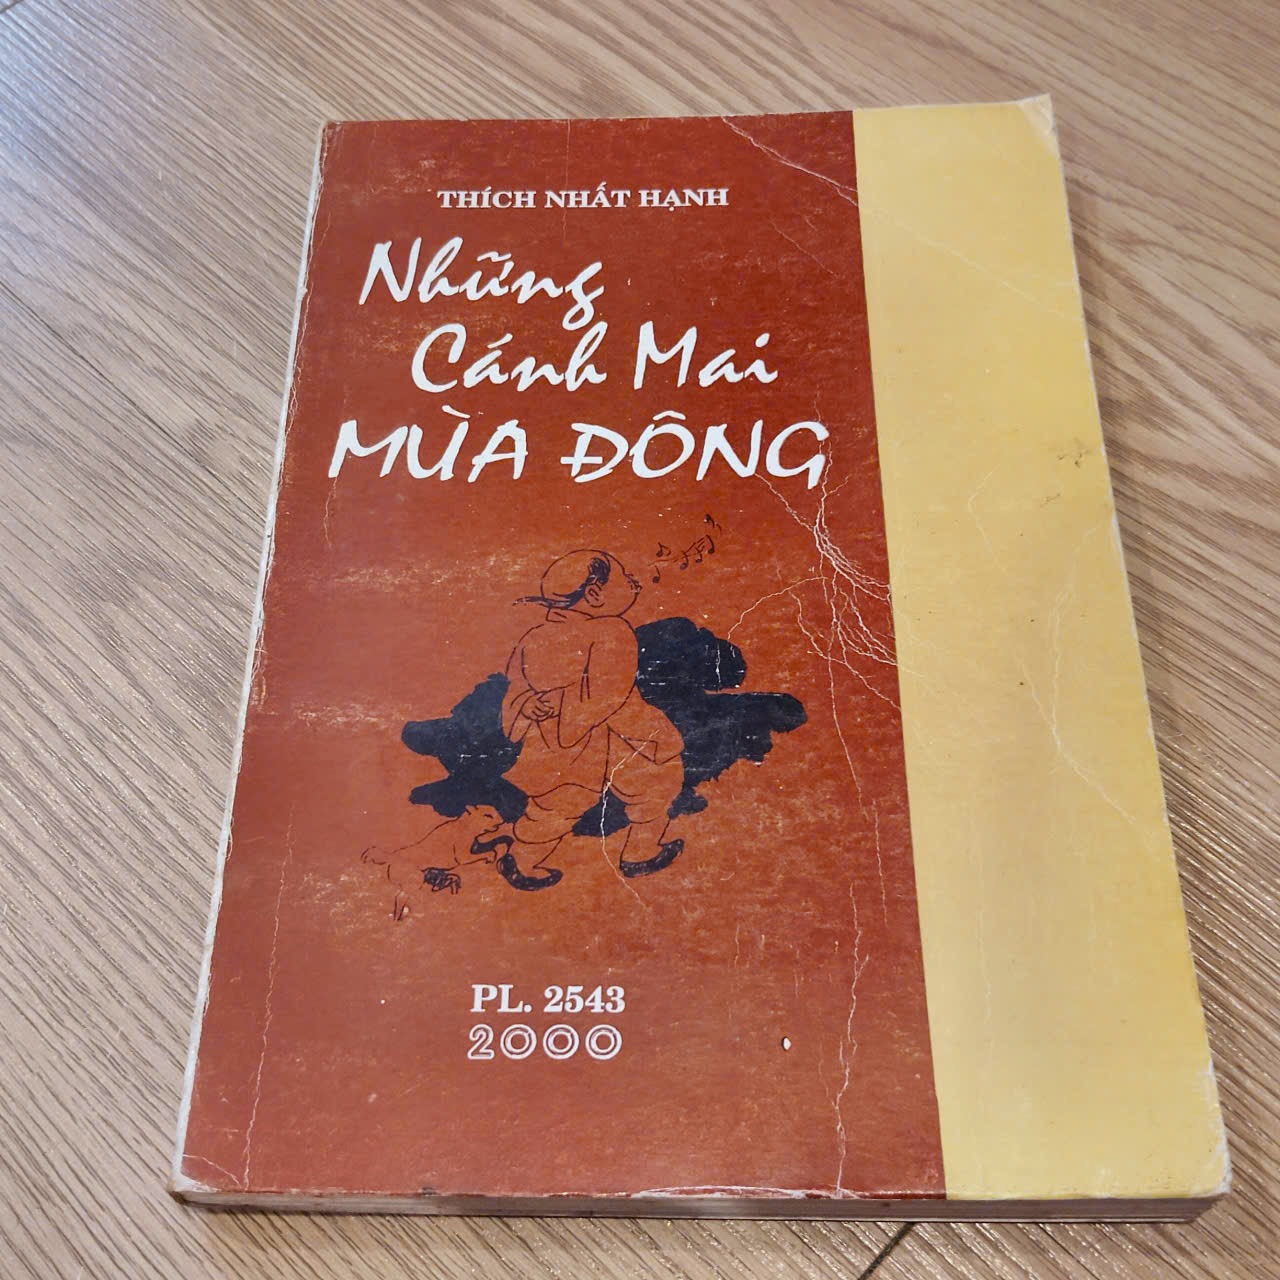 THÍCH NHẤT HẠNH
Những
Cánh Mai
MÙA ĐÔNG
PL. 2543
2000